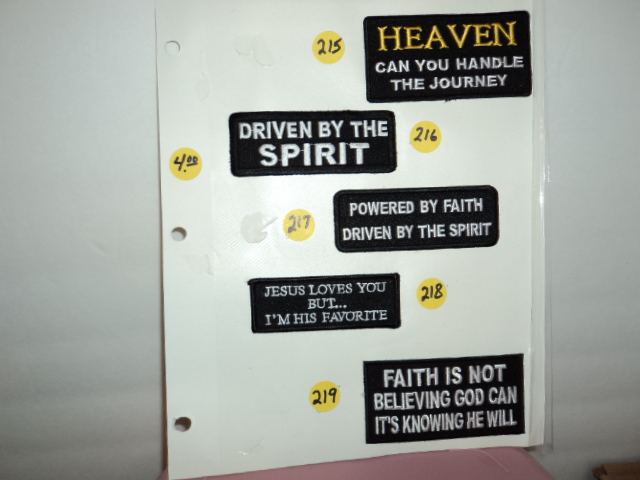 215
HEAVEN
CAN YOU HANDLE
THE JOURNEY
DRIVEN BY THE
SPIRIT
216
4.00
217
POWERED BY FAITH
DRIVEN BY THE SPIRIT
JESUS LOVES YOU
BUT...
I'M HIS FAVORITE
218
219
FAITH IS NOT
BELIEVING GOD CAN
IT'S KNOWING HE WILL